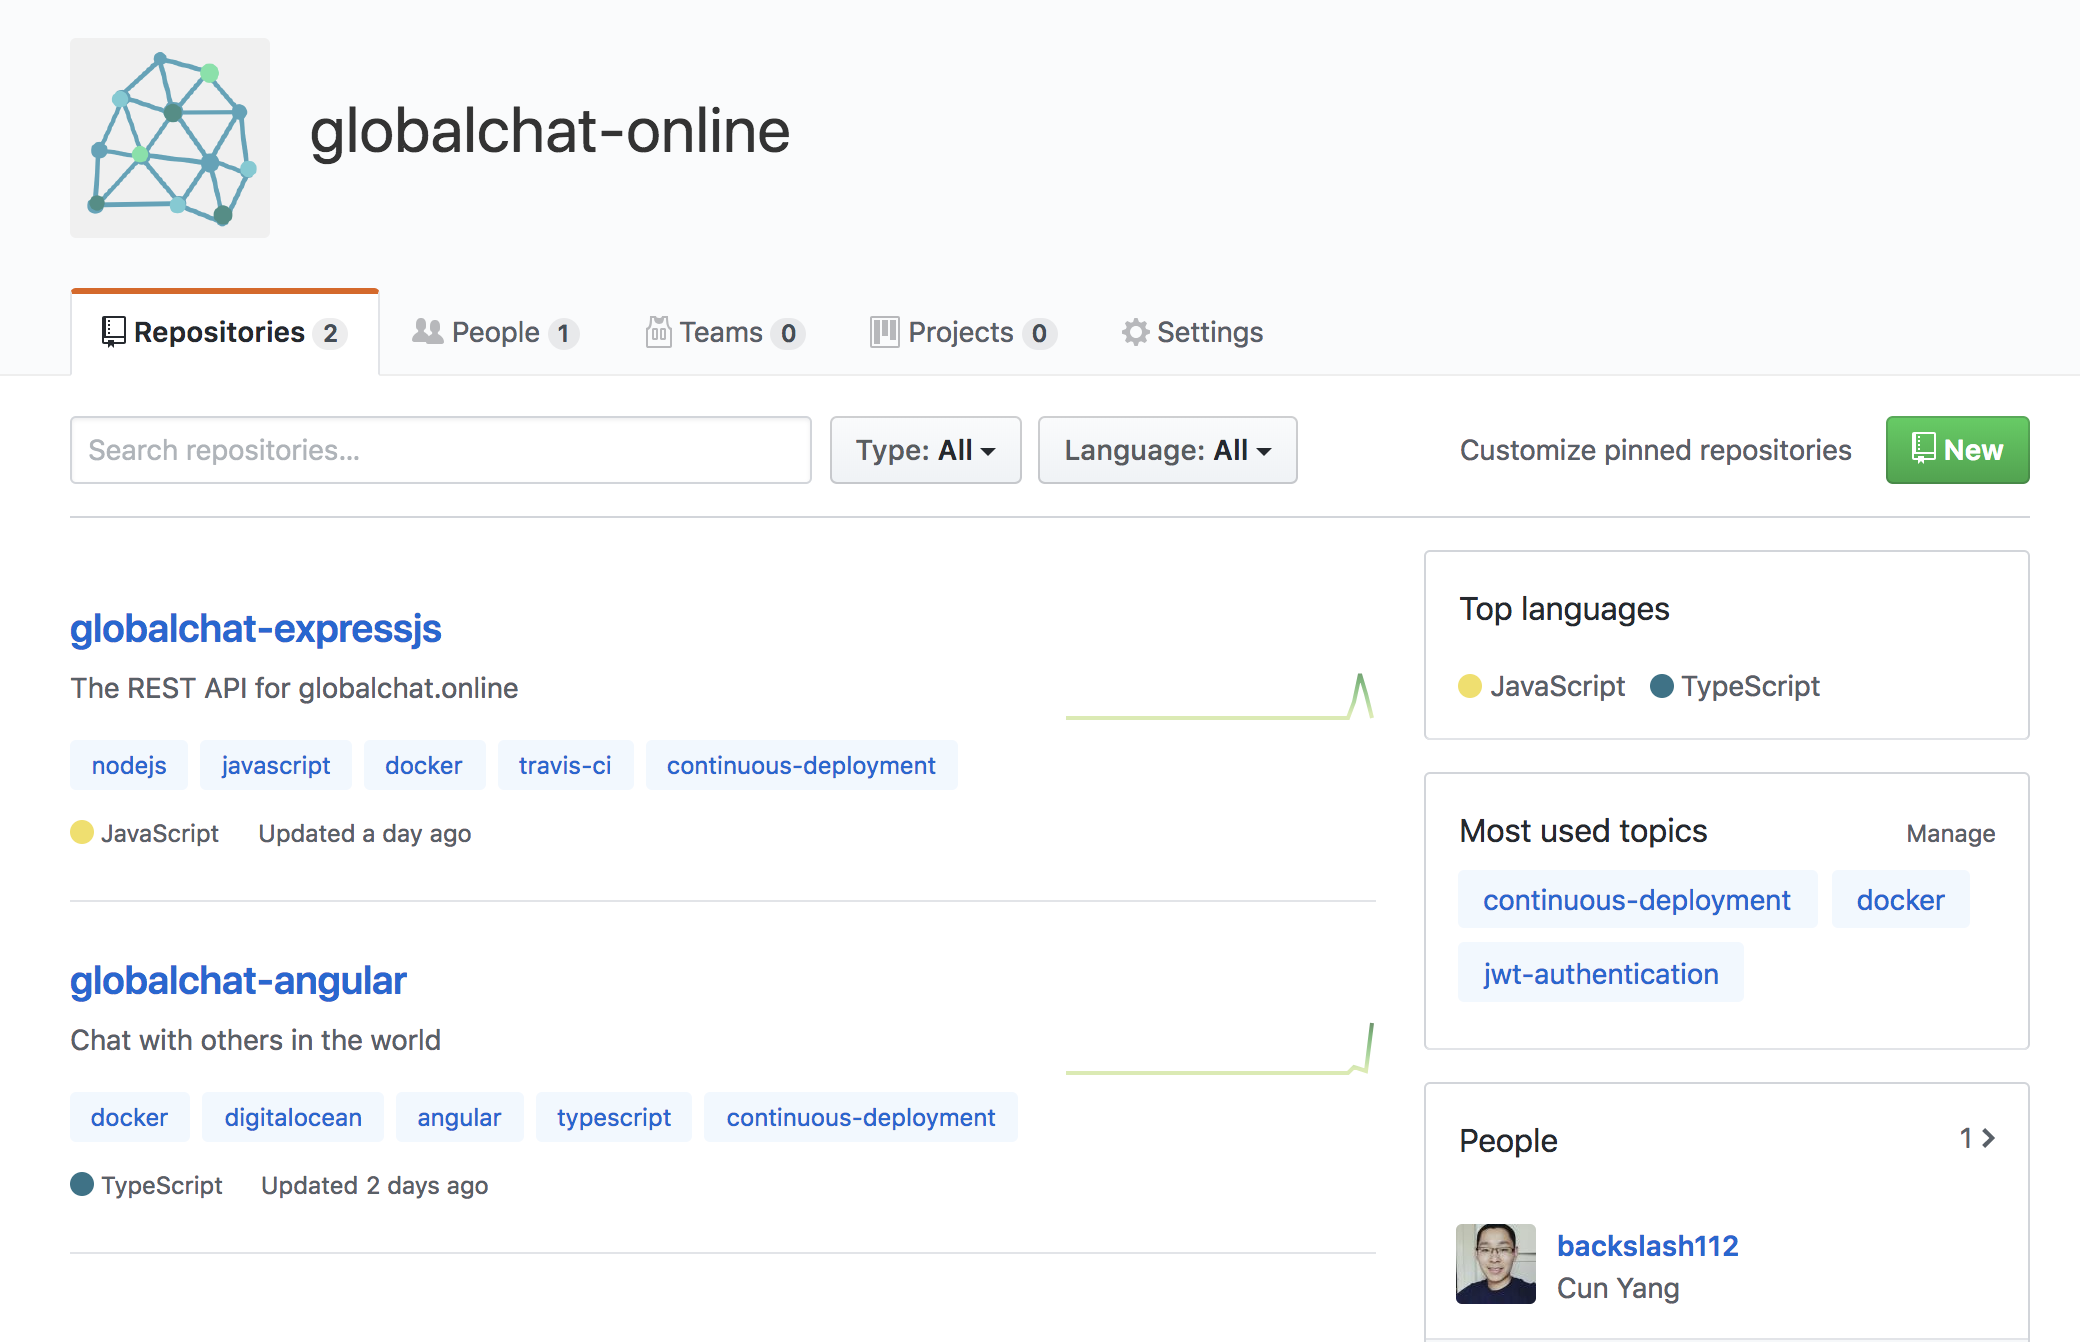 globalchat-online
Repositories 2 People 1 Teams 0 Projects 0 Settings
Search repositories... Type: All Language: All Customize pinned repositories New
globalchat-expressjs
The REST API for globalchat.online
nodejs javascript docker travis-ci continuous-deployment
JavaScript Updated a day ago
globalchat-angular
Chat with others in the world
docker digitalocean angular typescript continuous-deployment
TypeScript Updated 2 days ago
Top languages
JavaScript TypeScript
Most used topics Manage
continuous-deployment docker
jwt-authentication
People 1
backslash112
Cun Yang